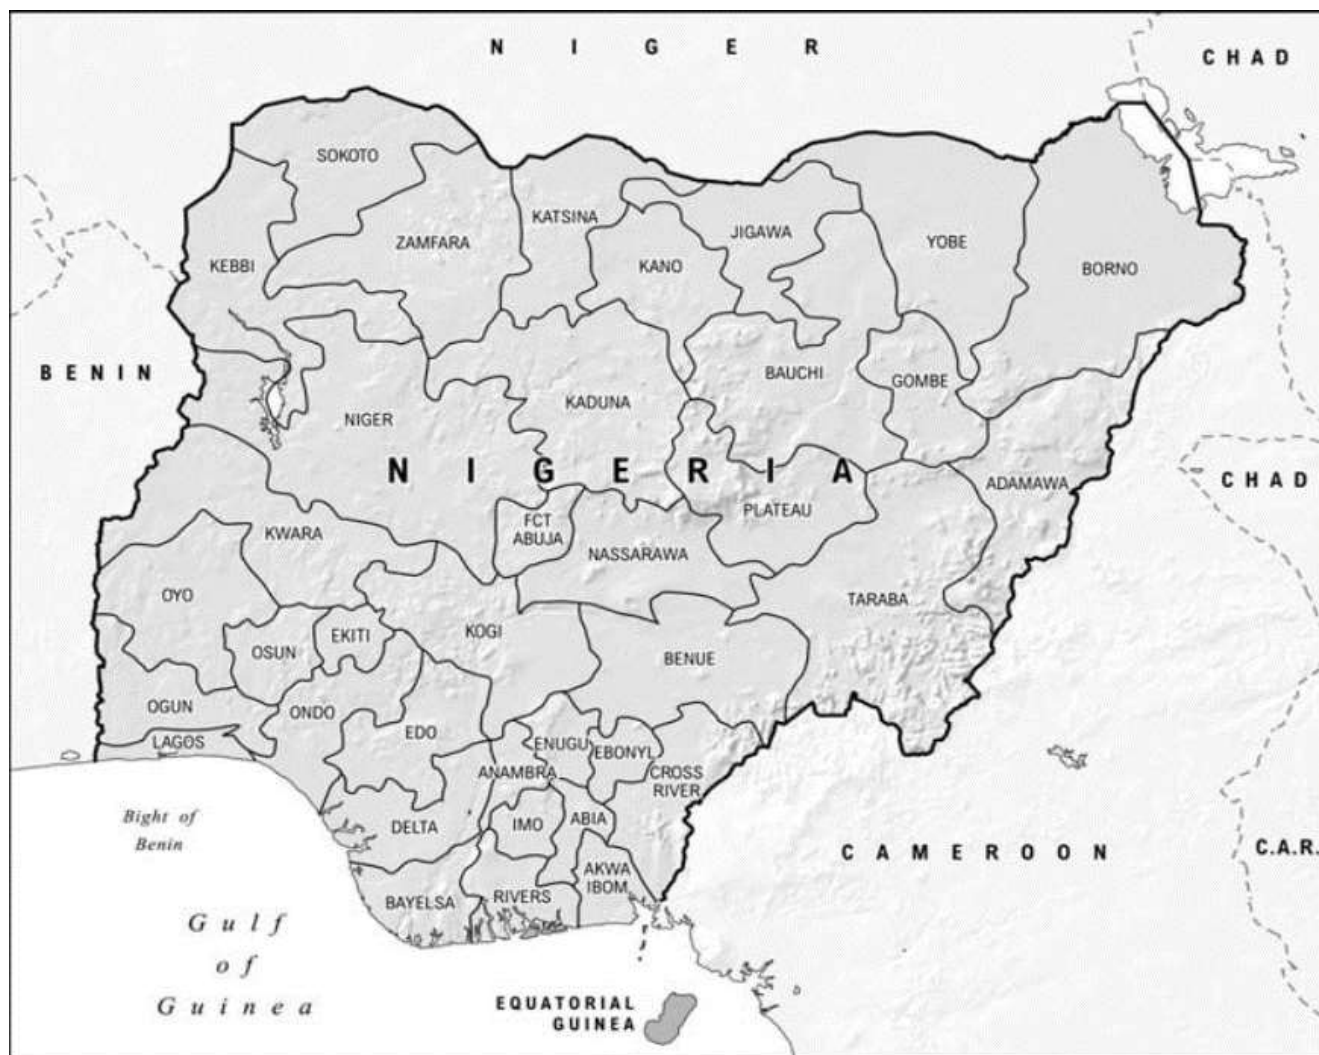 N I G E R
CHAD
SOKOTO
KATSINA
ZAMFARA
JIGAWA
YOBE
KANO
KEBBI
BORNO
BENIN
BAUCHI
GOMBE
KADUNA
NIGER
NIGERIA
ADAMAWA
CHAD
PLATEAU
FCT
ABUJA
KWARA
NASSARAWA
OYO
TARABA
EKITI
KOGI
OSUN
BENUE
OGUN
ONDO
EDO
LAGOS
ENUGU
EBONYI
ANAMBRA
CROSS
RIVER
Bight of
Benin
DELTA
IMO
ABIA
CAMEROON
C.A.R.
AKWA
IBOM
BAYELSA
RIVERS
Gulf
of
Guinea
EQUATORIAL
GUINEA